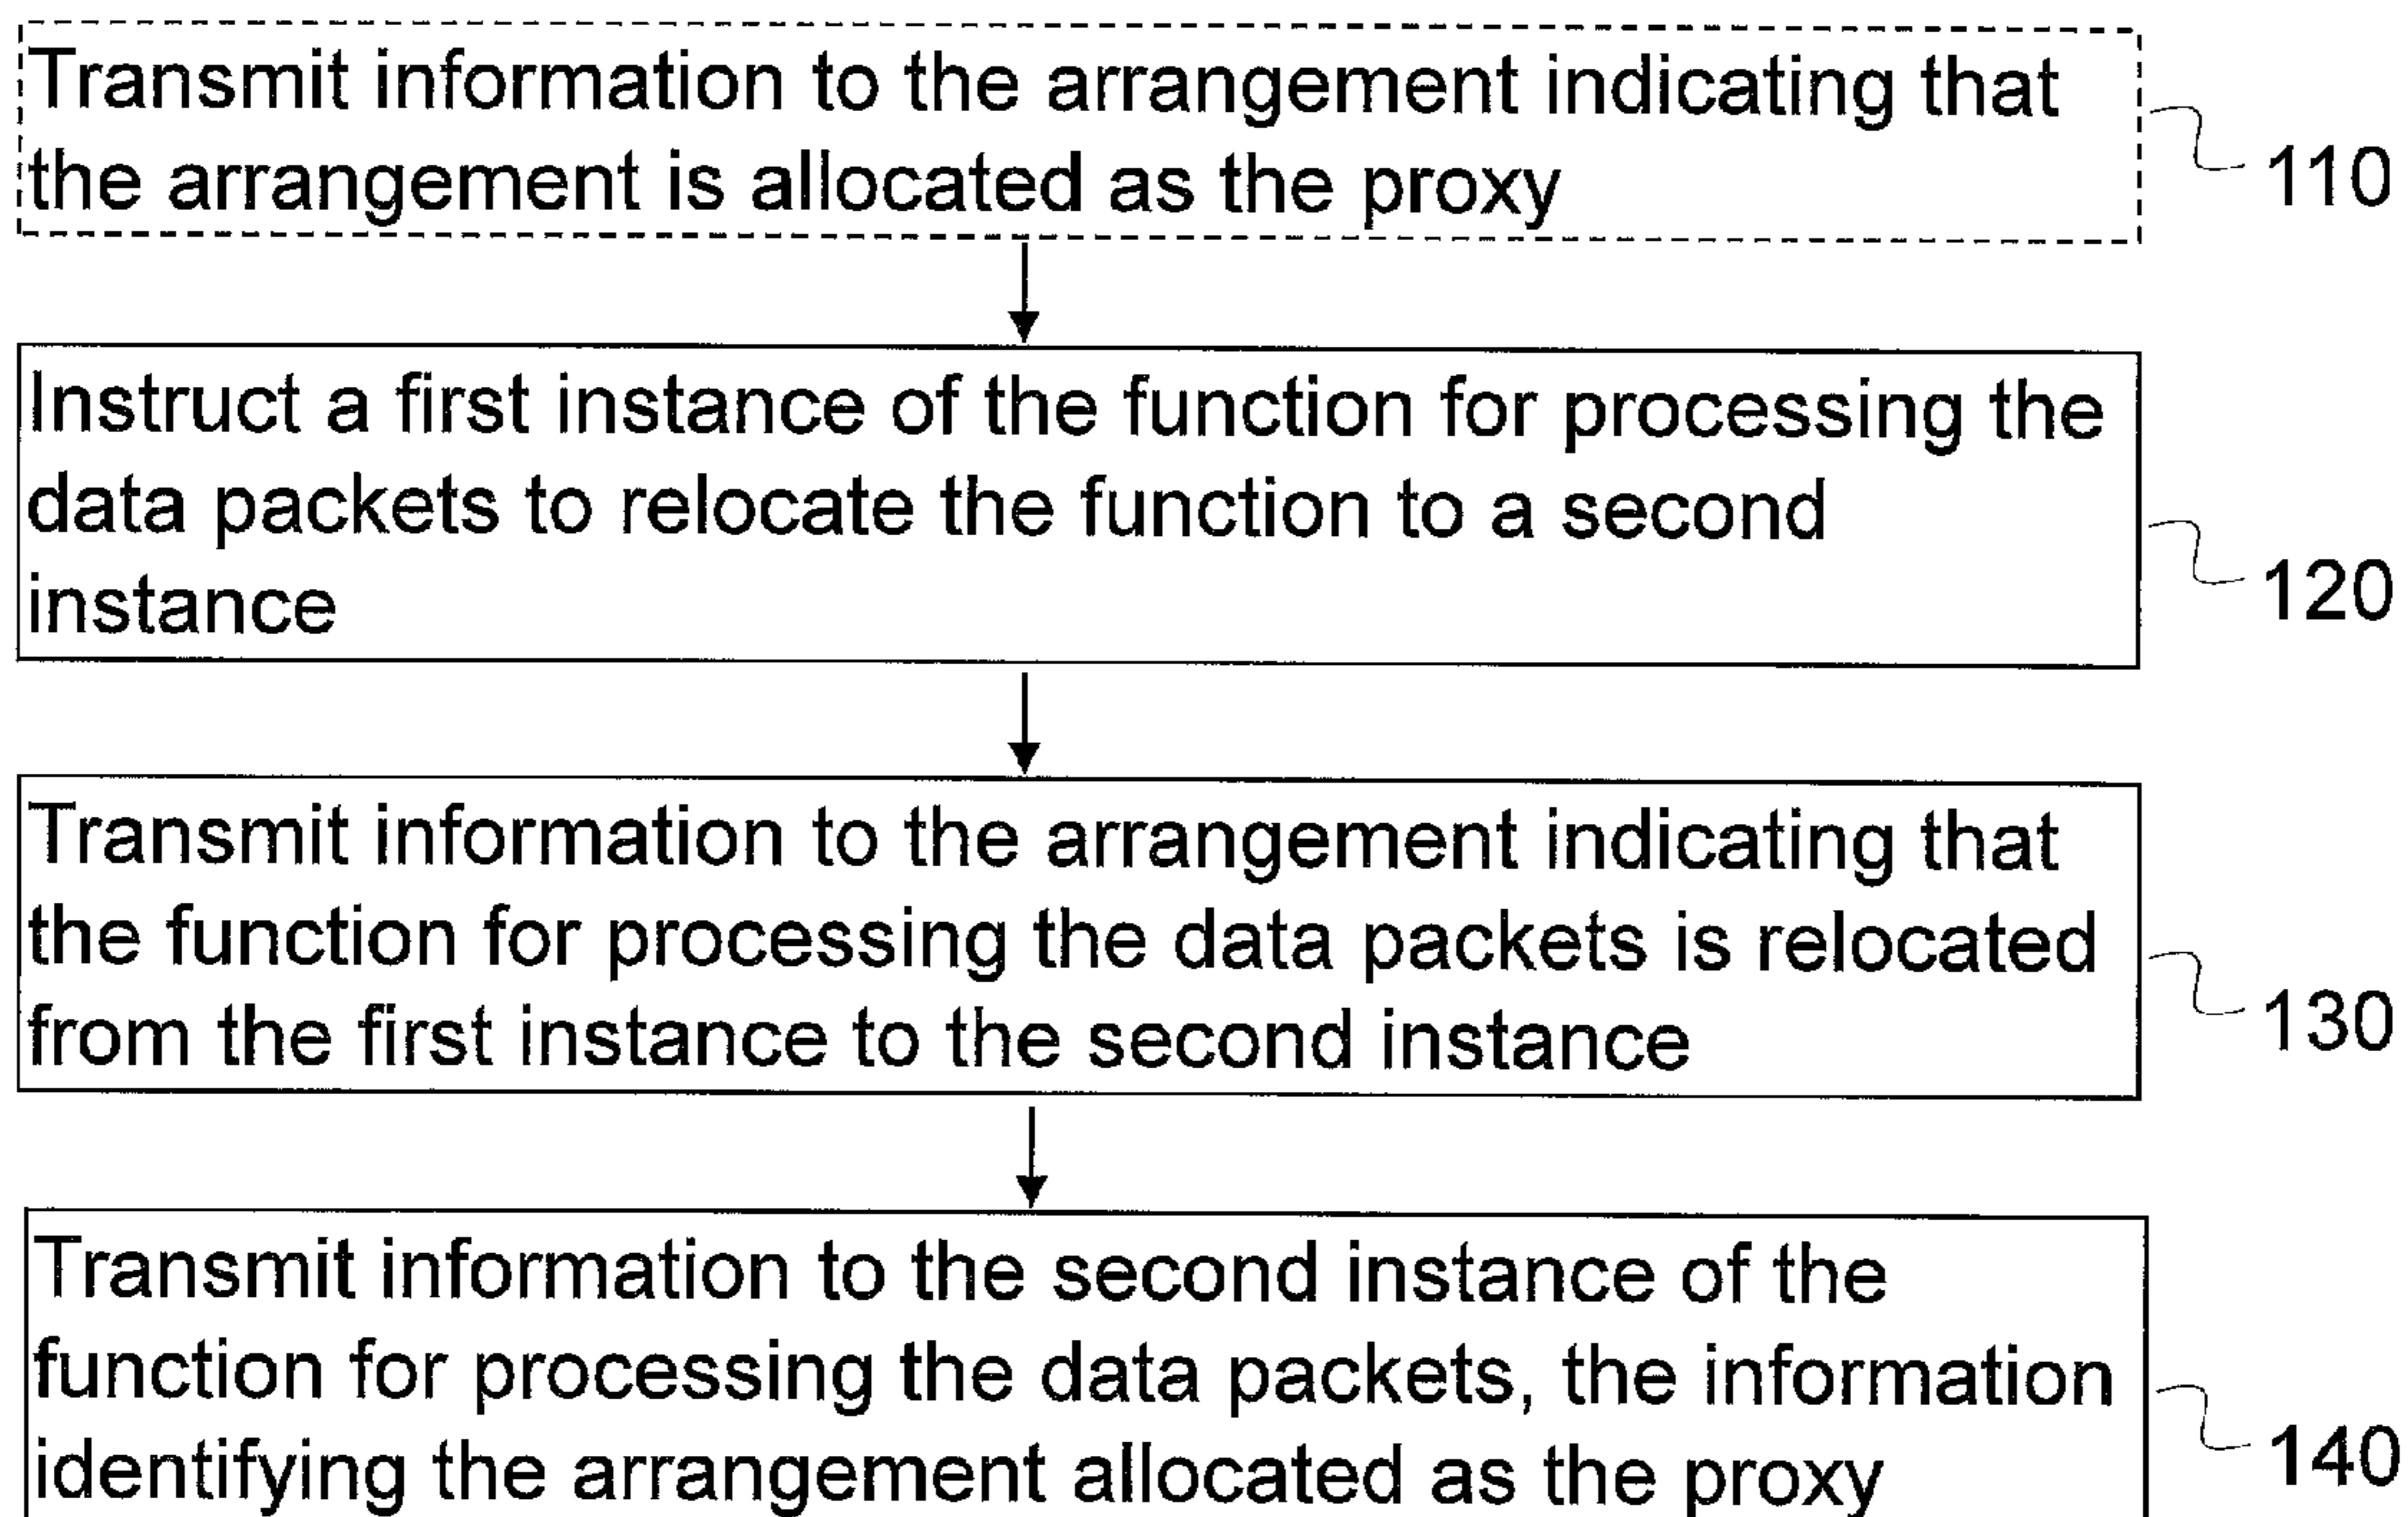 Transmit information to the arrangement indicating that
the arrangement is allocated as the proxy
110
Instruct a first instance of the function for processing the
data packets to relocate the function to a second
instance
120
Transmit information to the arrangement indicating that
the function for processing the data packets is relocated
from the first instance to the second instance
130
Transmit information to the second instance of the
function for processing the data packets, the information
identifying the arrangement allocated as the proxy
140